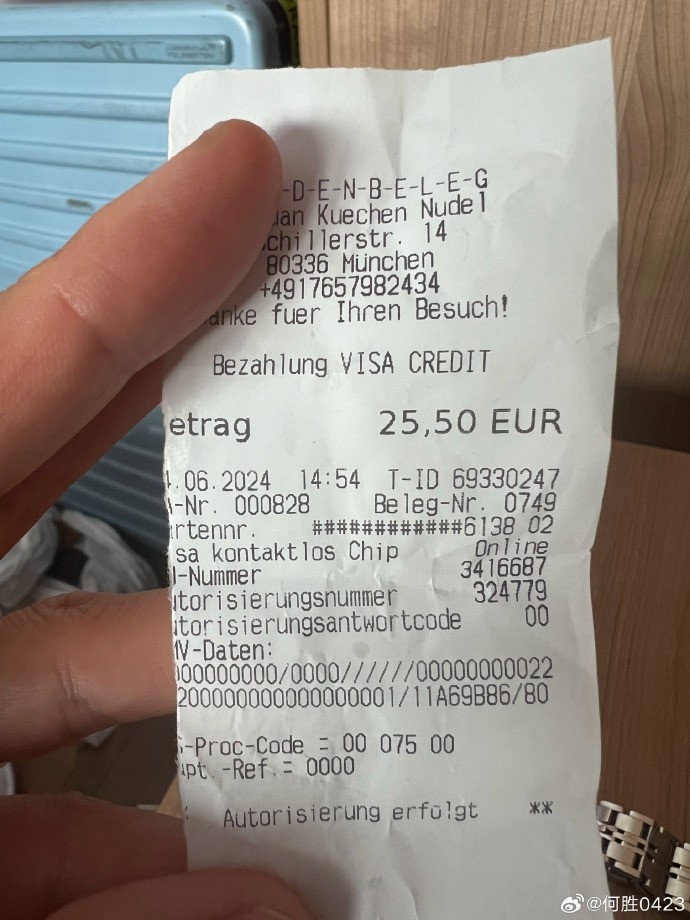 -D-E-N-B-E-L-E-G
uan Kuechen Nudel
chillerstr. 14
80336 München
+4917657982434
anke fuer Ihren Besuch!
Bezahlung VISA CREDIT
etrag 25,50 EUR
.06.2024 14:54 T-ID 69330247
-Nr. 000828 Beleg-Nr. 0749
rtennr. ############6138 02
sa kontaktlos Chip Online
-Nummer 3416687
utorisierungsnummer 324779
utorisierungsantwortcode 00
MV-Daten:
00000000/0000//////00000000022
20000000000000001/11A69B86/80
-Proc-Code = 00 075 00
pt.-Ref.= 0000
Autorisierung erfolgt **
@何胜0423